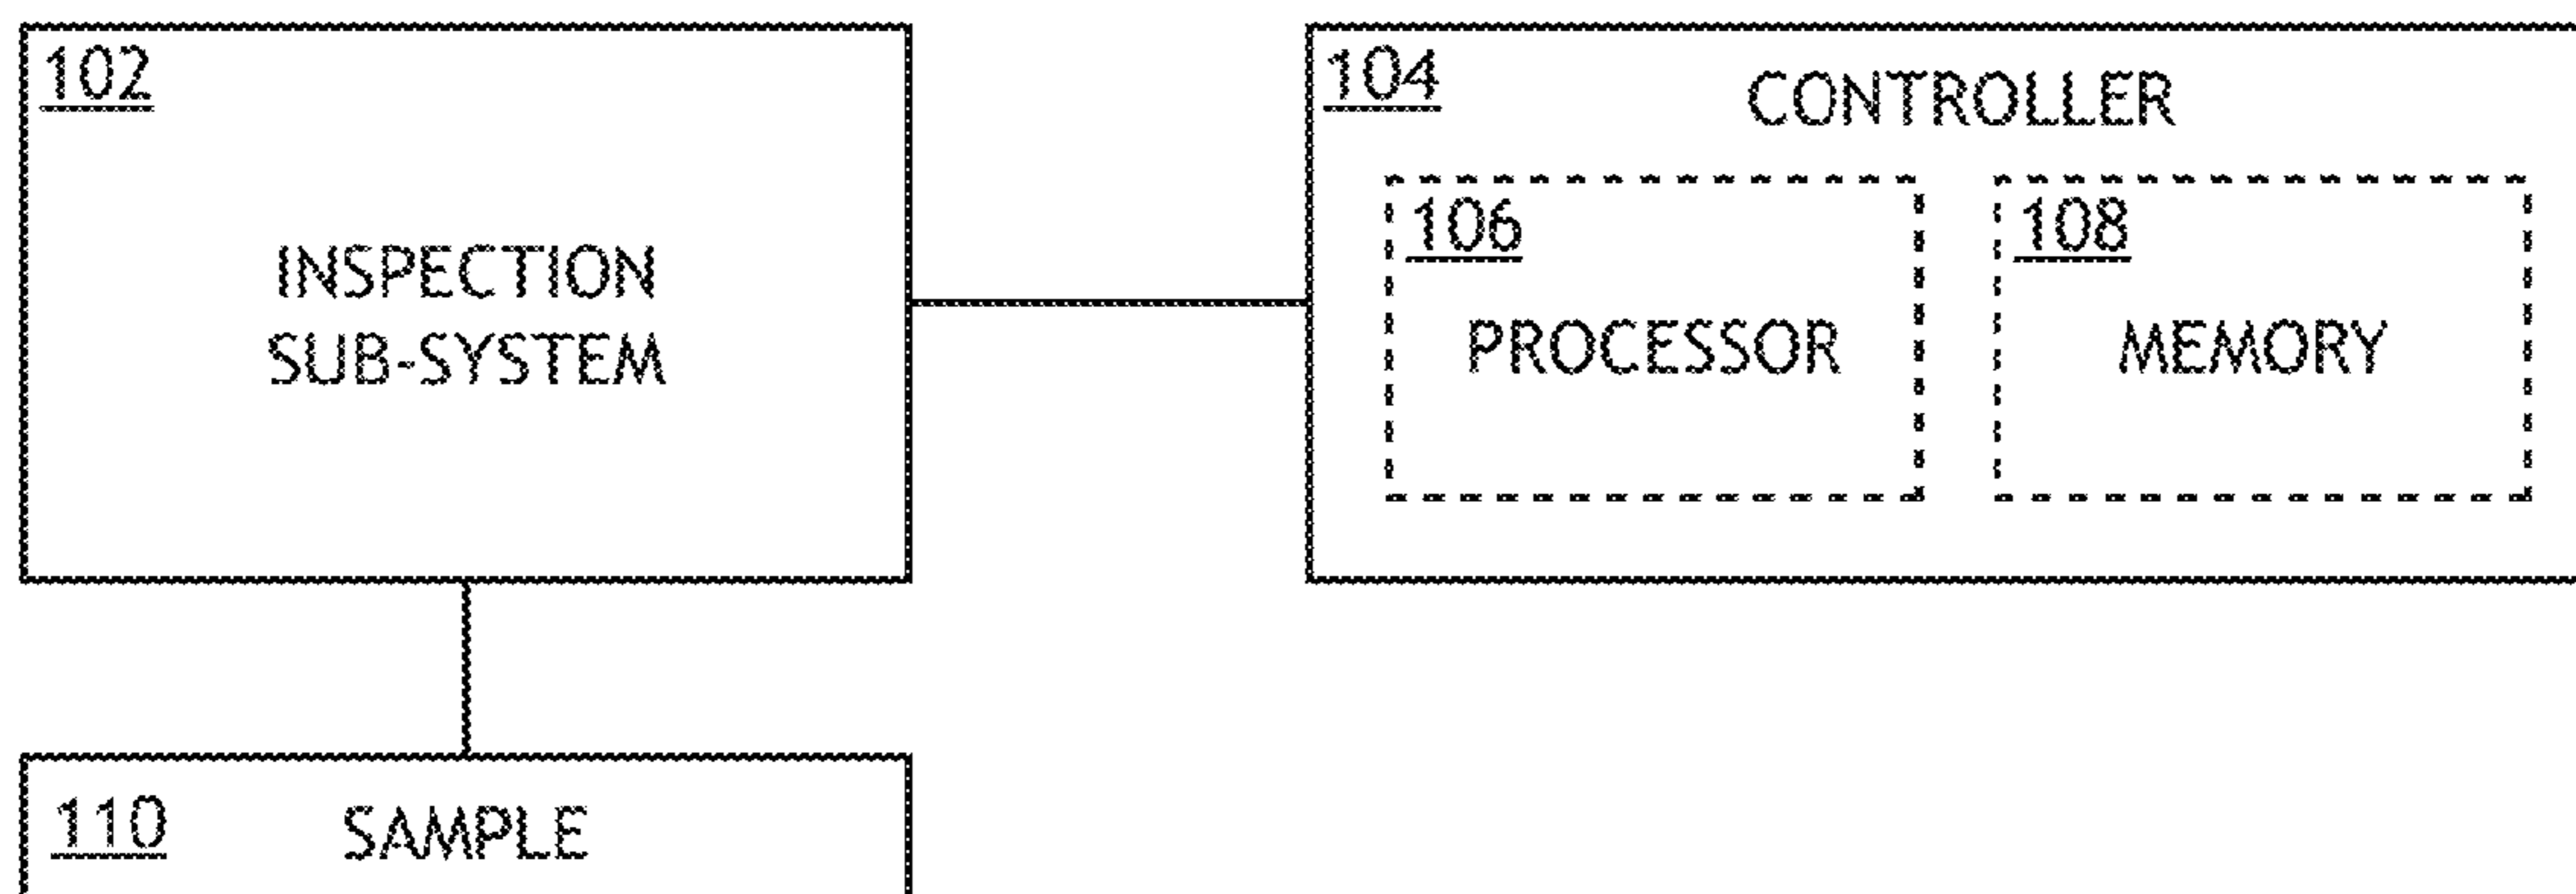 102
INSPECTION
SUB-SYSTEM
104
CONTROLLER
106
PROCESSOR
108
MEMORY
110
SAMPLE